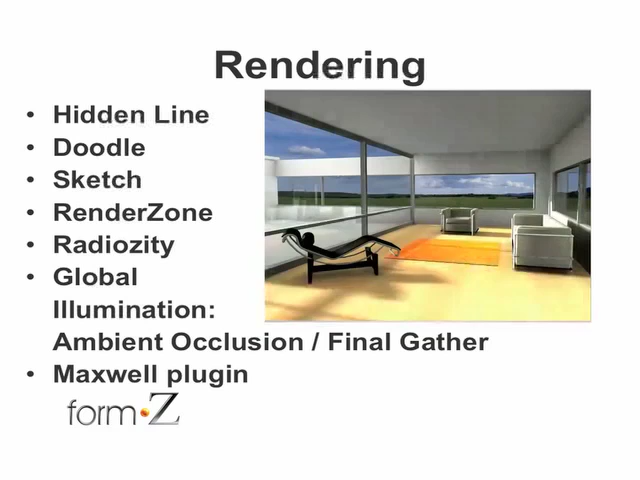 Rendering
• Hidden Line
• Doodle
• Sketch
• RenderZone
• Radiozity
• Global
Illumination:
Ambient Occlusion / Final Gather
• Maxwell plugin
form•Z